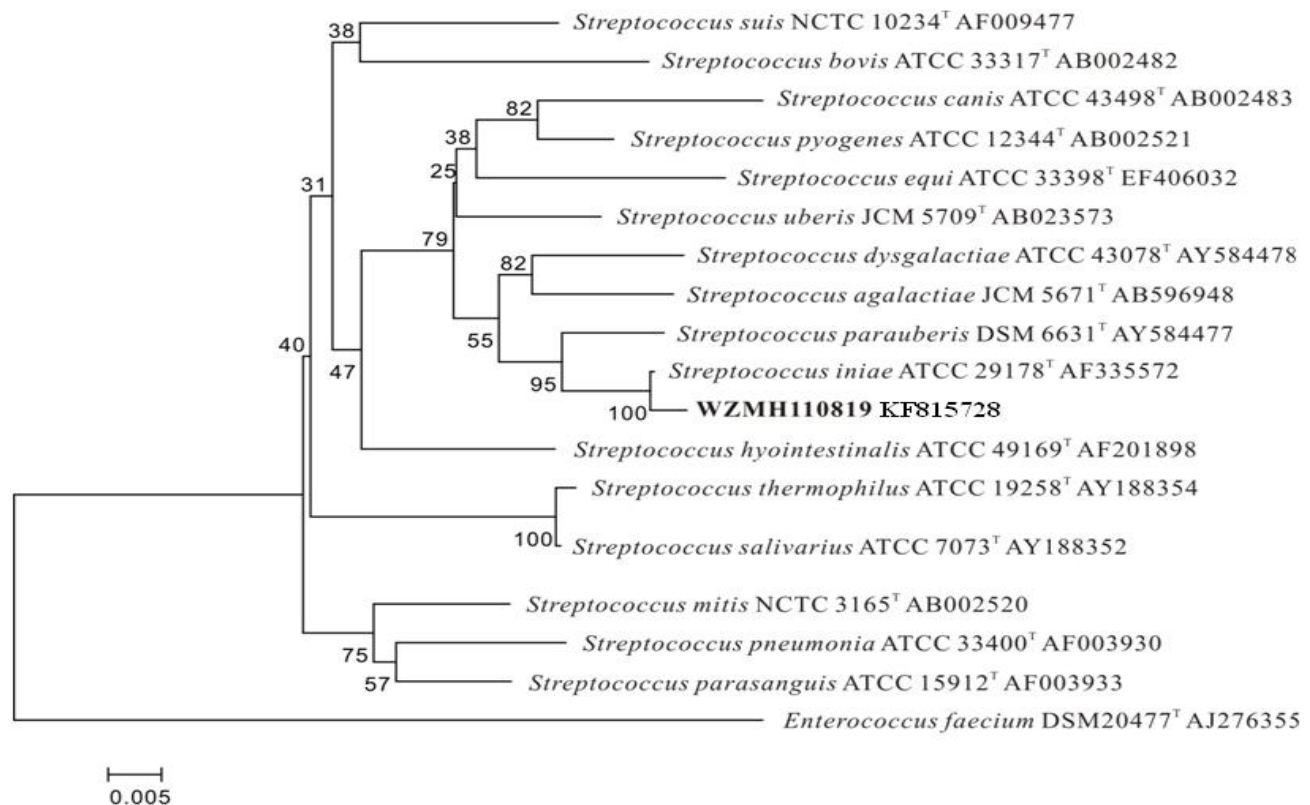 38
Streptococcus suis NCTC 10234ᵀ AF009477
Streptococcus bovis ATCC 33317ᵀ AB002482
Streptococcus canis ATCC 43498ᵀ AB002483
82
38
Streptococcus pyogenes ATCC 12344ᵀ AB002521
25
Streptococcus equi ATCC 33398ᵀ EF406032
31
Streptococcus uberis JCM 5709ᵀ AB023573
79
Streptococcus dysgalactiae ATCC 43078ᵀ AY584478
82
Streptococcus agalactiae JCM 5671ᵀ AB596948
55
Streptococcus parauberis DSM 6631ᵀ AY584477
40
47
Streptococcus iniae ATCC 29178ᵀ AF335572
95
100
WZMH110819 KF815728
Streptococcus hyointestinalis ATCC 49169ᵀ AF201898
Streptococcus thermophilus ATCC 19258ᵀ AY188354
100
Streptococcus salivarius ATCC 7073ᵀ AY188352
Streptococcus mitis NCTC 3165ᵀ AB002520
75
Streptococcus pneumonia ATCC 33400ᵀ AF003930
57
Streptococcus parasanguis ATCC 15912ᵀ AF003933
Enterococcus faecium DSM20477ᵀ AJ276355
0.005